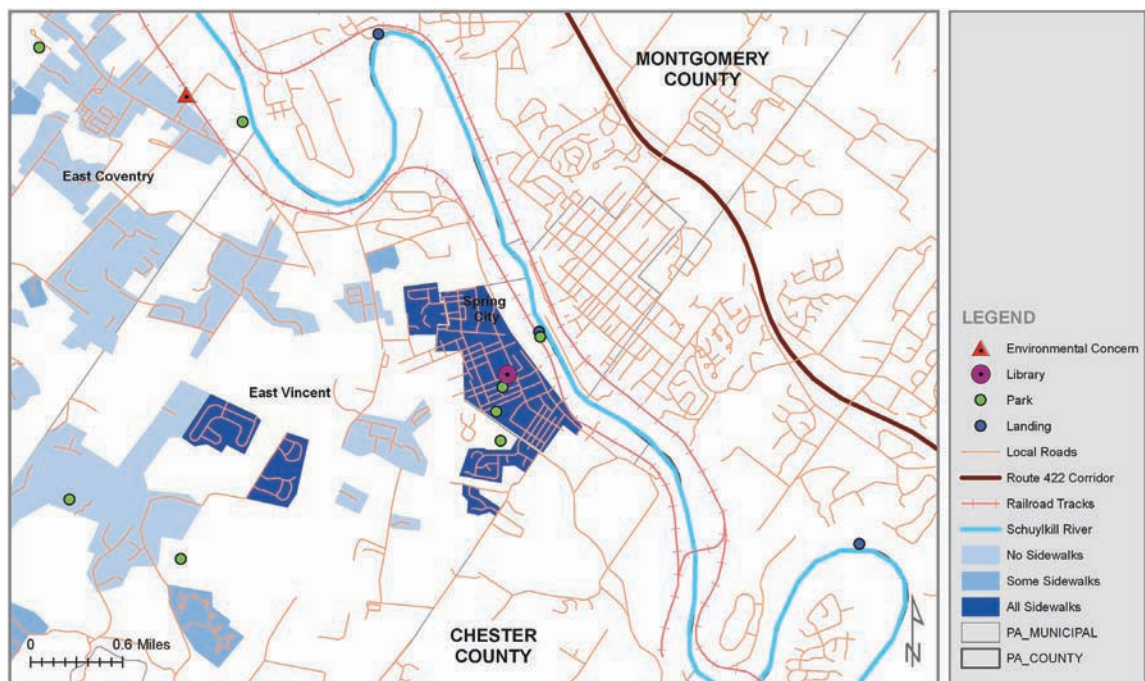 MONTGOMERY
COUNTY
East Coventry
Spring
City
East Vincent
CHESTER
COUNTY
0 0.6 Miles
N
LEGEND
Environmental Concern
Library
Park
Landing
Local Roads
Route 422 Corridor
Railroad Tracks
Schuylkill River
No Sidewalks
Some Sidewalks
All Sidewalks
PA_MUNICIPAL
PA_COUNTY